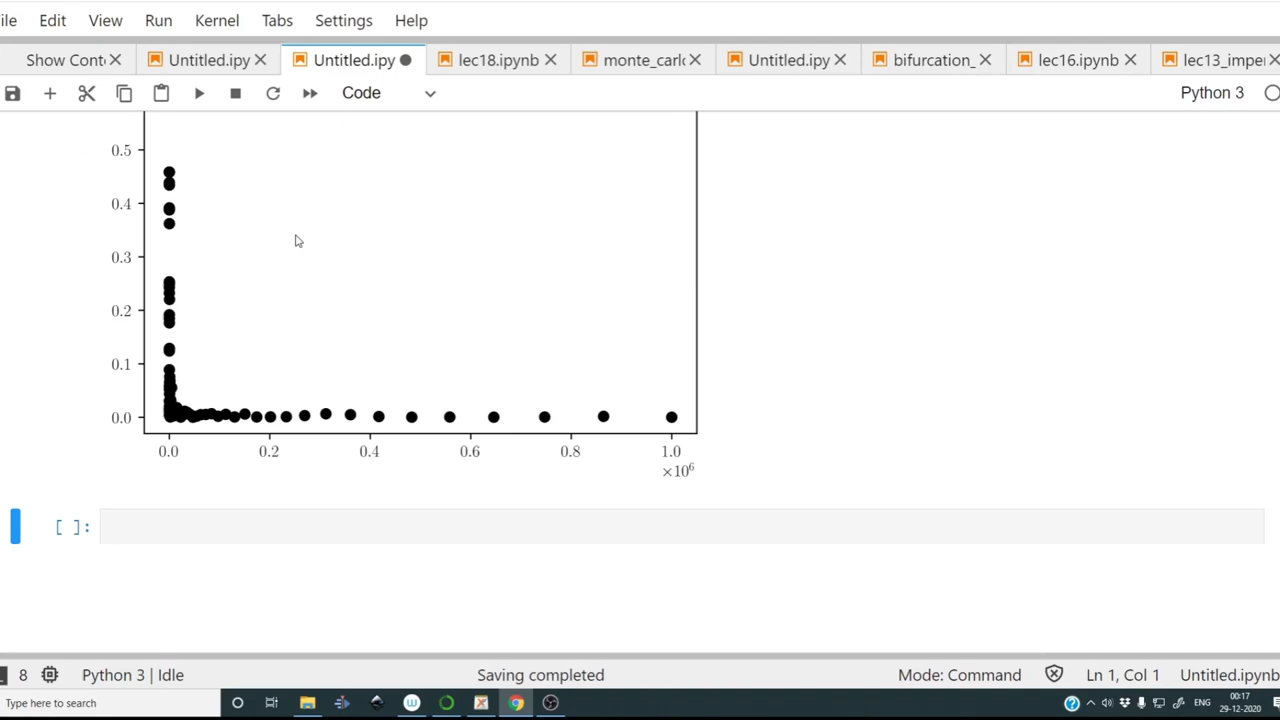 ile Edit View Run Kernel Tabs Settings Help
Show Cont Untitled.ipy Untitled.ipy lec18.ipynb monte_carl Untitled.ipy bifurcation_ lec16.ipynb lec13_impe
Code Python 3
0.5
0.4
0.3
0.2
0.1
0.0
0.0 0.2 0.4 0.6 0.8 1.0
×10⁶
[ ]:
8 Python 3 | Idle Saving completed Mode: Command Ln 1, Col 1 Untitled.ipynb
Type here to search ENG 00:17
29-12-2020